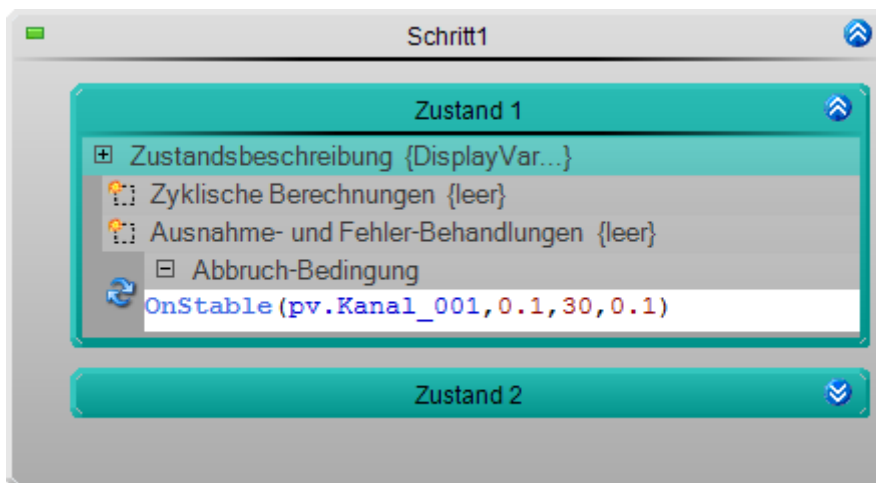 Schritt1
Zustand 1
Zustandsbeschreibung {DisplayVar...}
Zyklische Berechnungen {leer}
Ausnahme- und Fehler-Behandlungen {leer}
Abbruch-Bedingung
OnStable(pv.Kanal_001,0.1,30,0.1)
Zustand 2